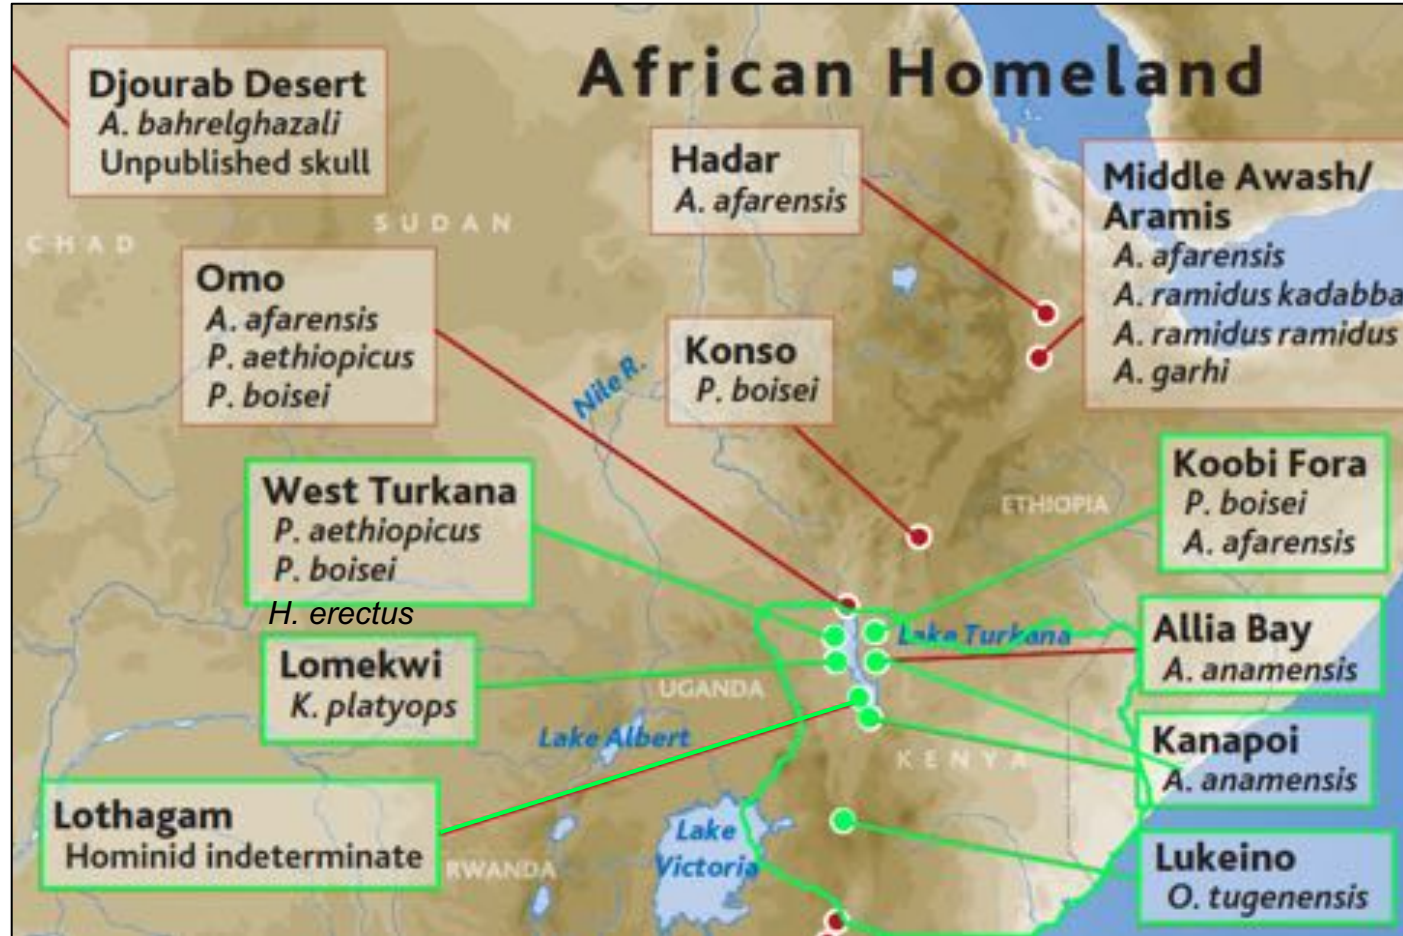 African Homeland
Djourab Desert
A. bahrelghazali
Unpublished skull
Hadar
A. afarensis
Middle Awash/
Aramis
A. afarensis
A. ramidus kadabba
A. ramidus ramidus
A. garhi
CHAD
SUDAN
Omo
A. afarensis
P. aethiopicus
P. boisei
Nile R.
Konso
P. boisei
Koobi Fora
P. boisei
A. afarensis
ETHIOPIA
West Turkana
P. aethiopicus
P. boisei
H. erectus
Lake Turkana
Allia Bay
A. anamensis
Lomekwi
K. platyops
UGANDA
Lake Albert
KENYA
Kanapoi
A. anamensis
Lothagam
Hominid indeterminate
RWANDA
Lake
Victoria
Lukeino
O. tugenensis